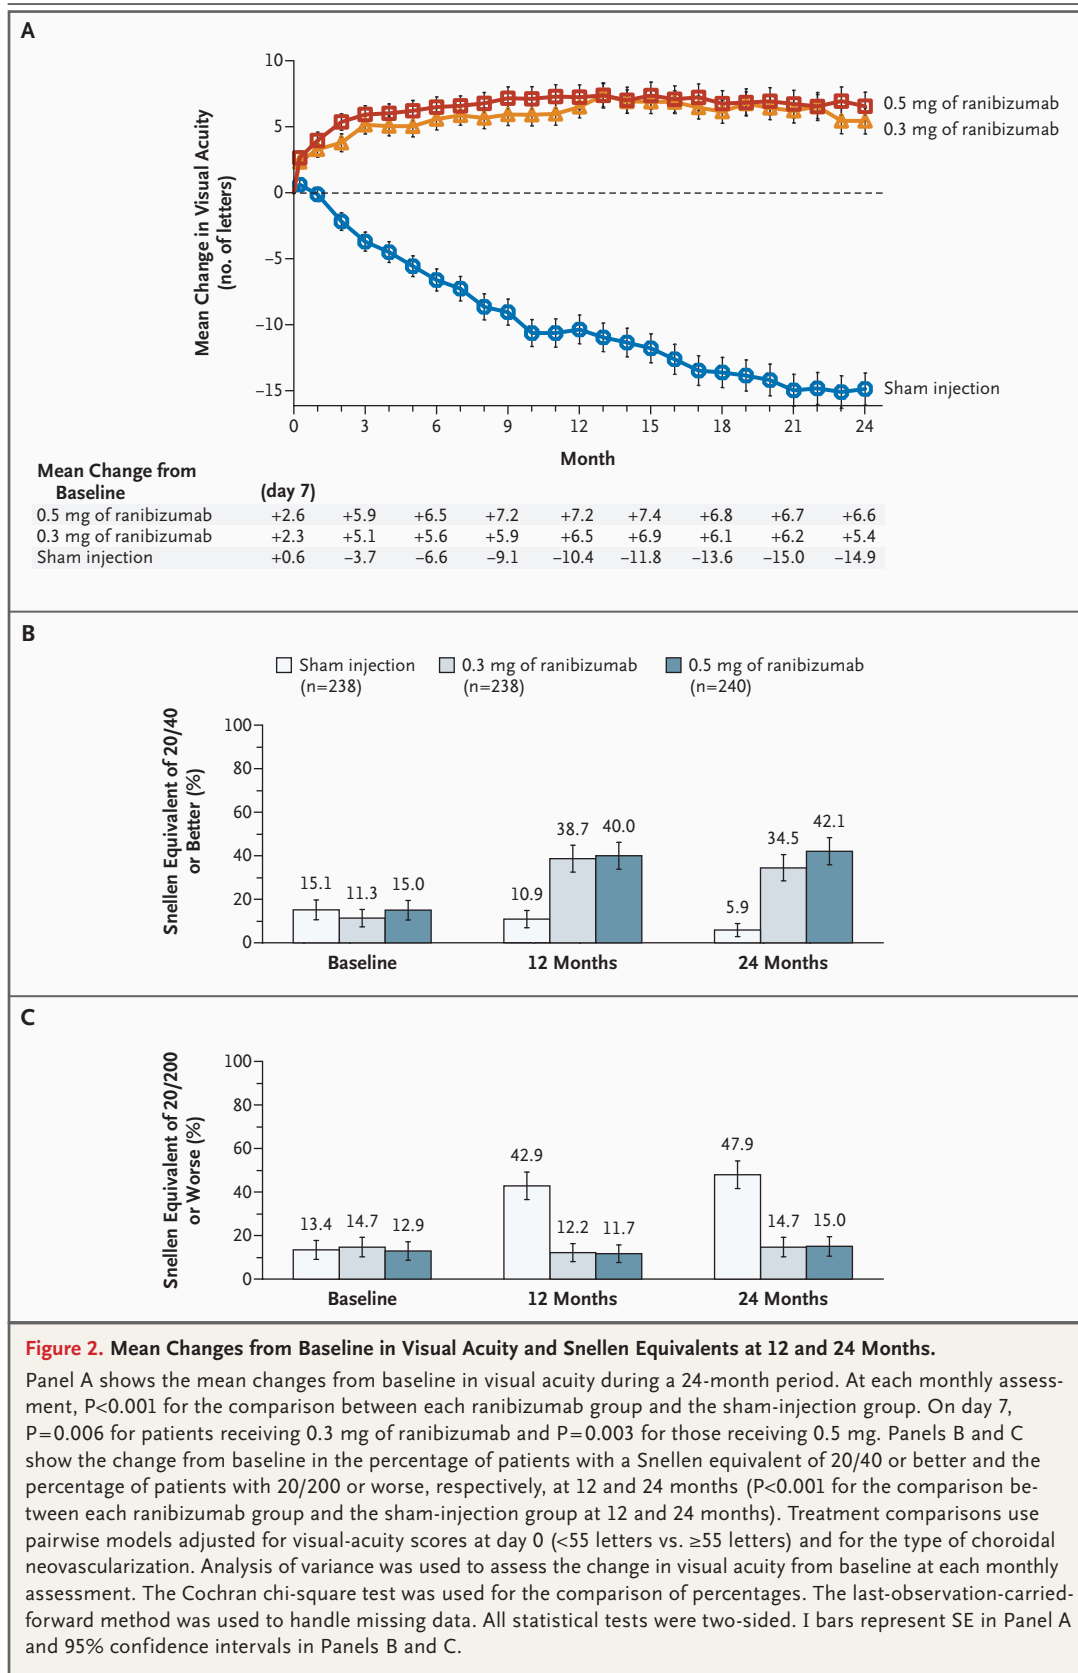 A
10
5
0
–5
–10
–15
Mean Change in Visual Acuity
(no. of letters)
0.5 mg of ranibizumab
0.3 mg of ranibizumab
Sham injection
0 3 6 9 12 15 18 21 24
Month
Mean Change from
Baseline (day 7)
0.5 mg of ranibizumab +2.6 +5.9 +6.5 +7.2 +7.2 +7.4 +6.8 +6.7 +6.6
0.3 mg of ranibizumab +2.3 +5.1 +5.6 +5.9 +6.5 +6.9 +6.1 +6.2 +5.4
Sham injection +0.6 –3.7 –6.6 –9.1 –10.4 –11.8 –13.6 –15.0 –14.9
B
Sham injection 0.3 mg of ranibizumab 0.5 mg of ranibizumab
(n=238) (n=238) (n=240)
Snellen Equivalent of 20/40
or Better (%)
100
80
60
40
20
0
15.1 11.3 15.0
10.9 38.7 40.0
5.9 34.5 42.1
Baseline 12 Months 24 Months
C
Snellen Equivalent of 20/200
or Worse (%)
100
80
60
40
20
0
13.4 14.7 12.9
42.9 12.2 11.7
47.9 14.7 15.0
Baseline 12 Months 24 Months
Figure 2. Mean Changes from Baseline in Visual Acuity and Snellen Equivalents at 12 and 24 Months.
Panel A shows the mean changes from baseline in visual acuity during a 24-month period. At each monthly assess-
ment, P<0.001 for the comparison between each ranibizumab group and the sham-injection group. On day 7,
P=0.006 for patients receiving 0.3 mg of ranibizumab and P=0.003 for those receiving 0.5 mg. Panels B and C
show the change from baseline in the percentage of patients with a Snellen equivalent of 20/40 or better and the
percentage of patients with 20/200 or worse, respectively, at 12 and 24 months (P<0.001 for the comparison be-
tween each ranibizumab group and the sham-injection group at 12 and 24 months). Treatment comparisons use
pairwise models adjusted for visual-acuity scores at day 0 (<55 letters vs. ≥55 letters) and for the type of choroidal
neovascularization. Analysis of variance was used to assess the change in visual acuity from baseline at each monthly
assessment. The Cochran chi-square test was used for the comparison of percentages. The last-observation-carried-
forward method was used to handle missing data. All statistical tests were two-sided. I bars represent SE in Panel A
and 95% confidence intervals in Panels B and C.